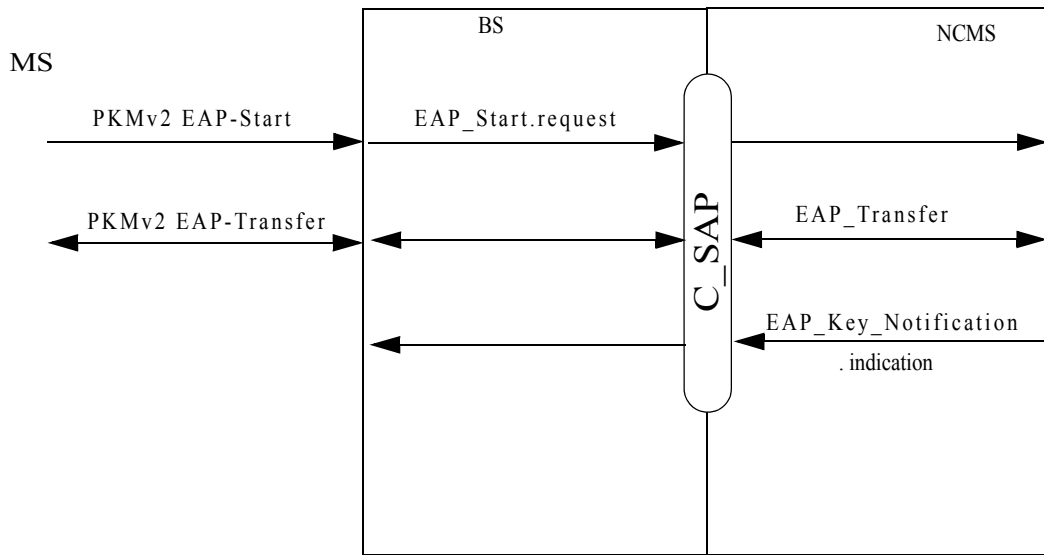 BS
NCMS
MS
PKMv2 EAP-Start
EAP_Start.request
PKMv2 EAP-Transfer
EAP_Transfer
C_SAP
EAP_Key_Notification
. indication